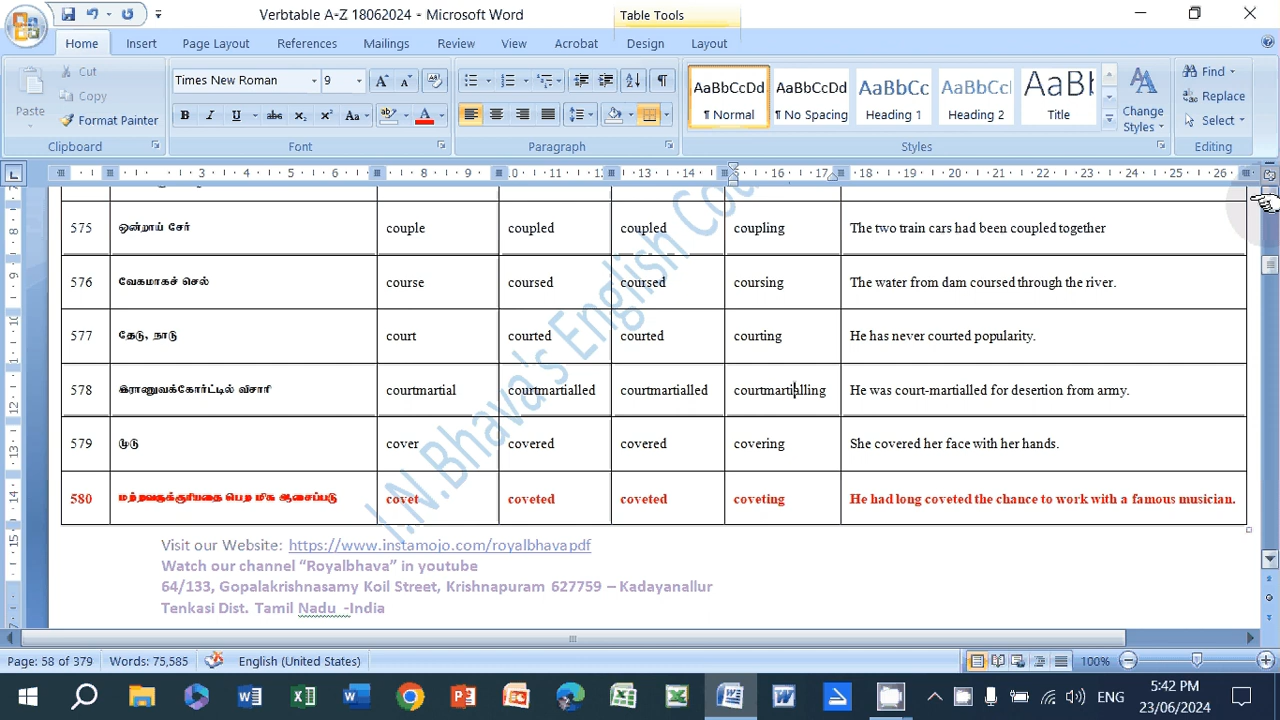 Verbtable A-Z 18062024 - Microsoft Word
Table Tools
Home Insert Page Layout References Mailings Review View Acrobat Design Layout
Paste
Cut
Copy
Format Painter
Times New Roman 9
AaBbCcDd AaBbCcDd AaBbCc AaBbCcI AaBl
¶ Normal ¶ No Spacing Heading 1 Heading 2 Title
Change Styles
Find
Replace
Select
Clipboard Font Paragraph Styles Editing
575 ஒன்றாய் சேர் couple coupled coupled coupling The two train cars had been coupled together
576 வேகமாகச் செல் course coursed coursed coursing The water from dam coursed through the river.
577 தேடு, நாடு court courted courted courting He has never courted popularity.
578 இராணுவக்கோர்ட்டில் விசாரி courtmartial courtmartialled courtmartialled courtmartialling He was court-martialled for desertion from army.
579 மூடு cover covered covered covering She covered her face with her hands.
580 மற்றவருக்குரியதை பெற மிக ஆசைப்படு covet coveted coveted coveting He had long coveted the chance to work with a famous musician.
I.N.Bhava's English Coa
Visit our Website: https://www.instamojo.com/royalbhavapdf
Watch our channel “Royalbhava” in youtube
64/133, Gopalakrishnasamy Koil Street, Krishnapuram 627759 – Kadayanallur
Tenkasi Dist. Tamil Nadu -India
Page: 58 of 379 Words: 75,585 English (United States) 100%
ENG
5:42 PM
23/06/2024